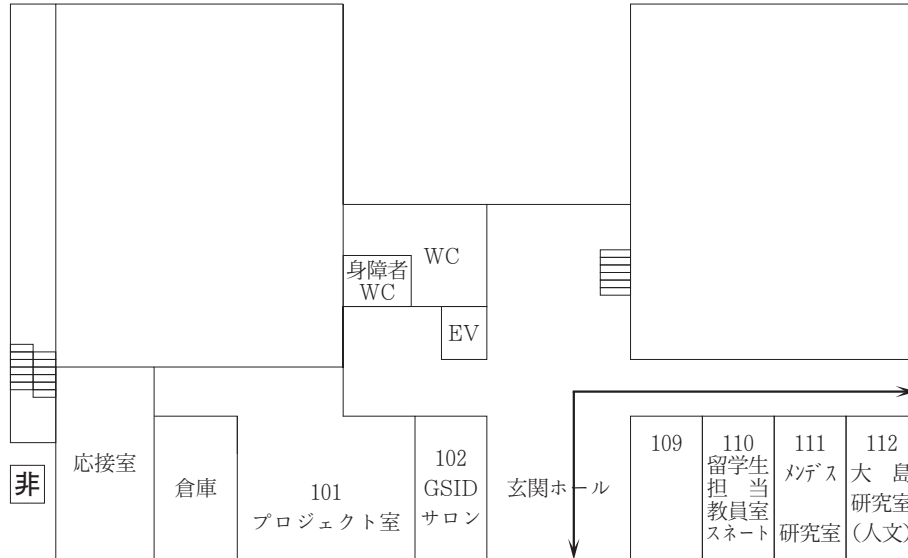 WC
身障者
WC
EV
非
応接室
倉庫
101
プロジェクト室
102
GSID
サロン
玄関ホール
109
110
留学生
担当
教員室
スネート
111
メンデス
研究室
112
大島
研究室
(人文)